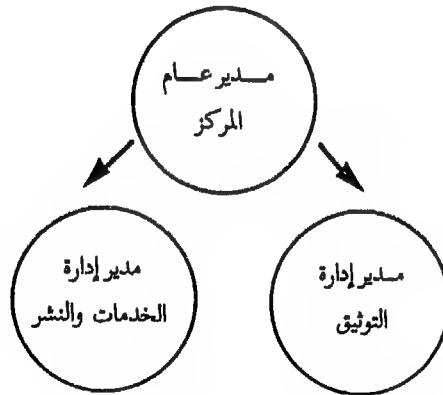 مدير عام
المركز
مدير إدارة
التوثيق
مدير إدارة
الخدمات والنشر